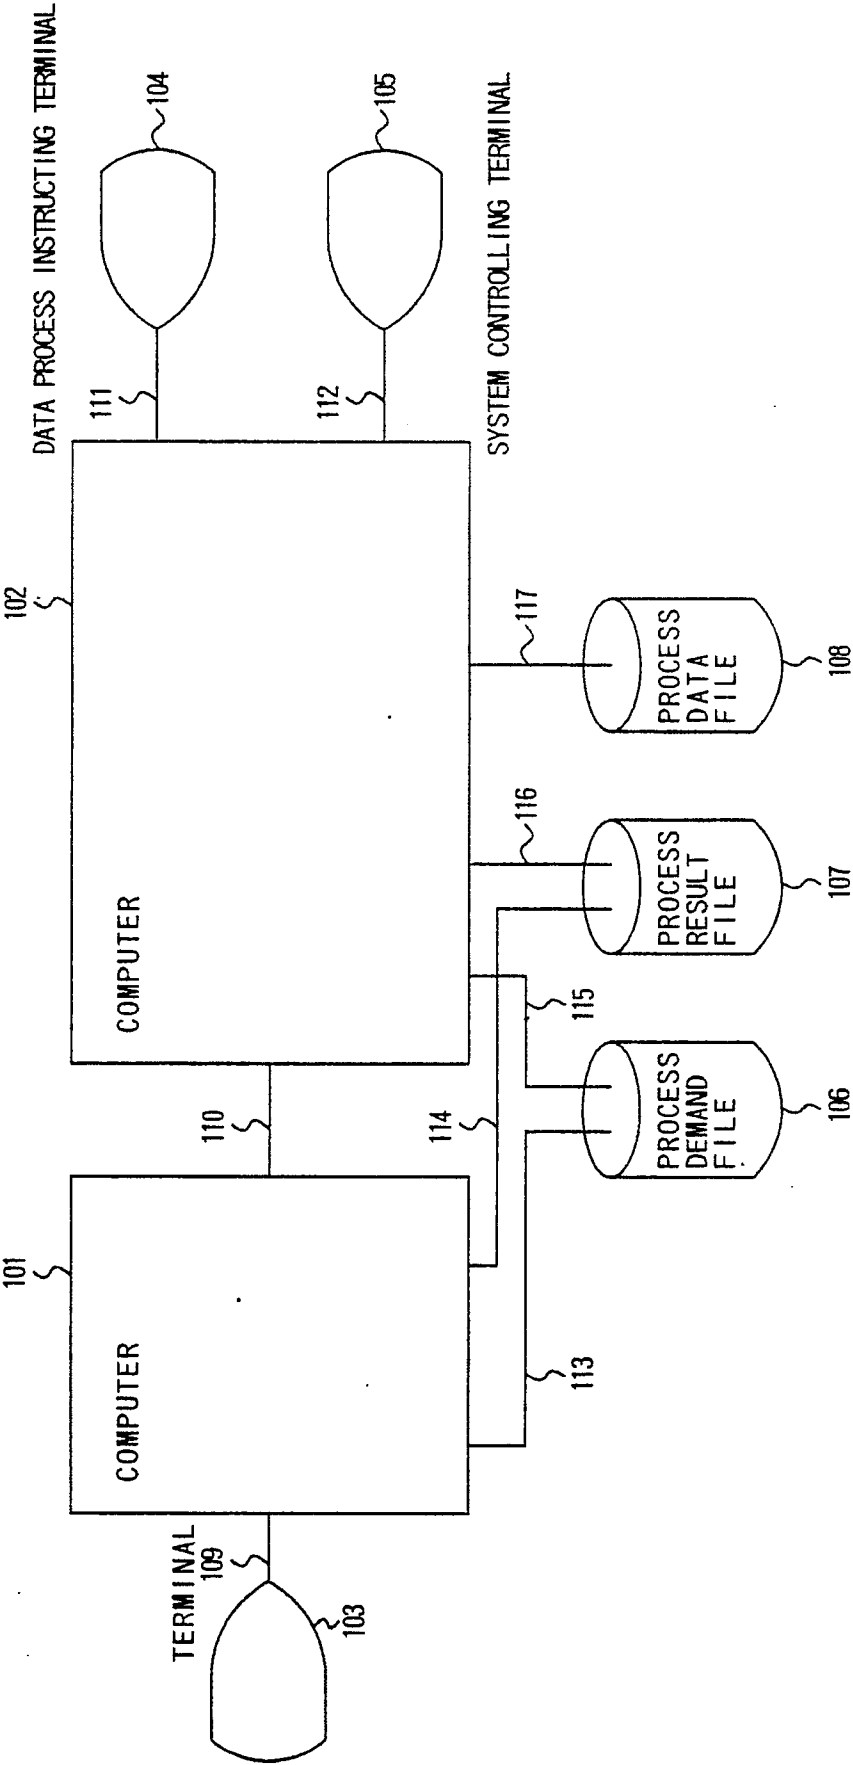 DATA PROCESS INSTRUCTING TERMINAL
104
111
105
112
SYSTEM CONTROLLING TERMINAL
102
COMPUTER
101
COMPUTER
110
TERMINAL
109
103
113
114
115
116
117
PROCESS
DEMAND
FILE
106
PROCESS
RESULT
FILE
107
PROCESS
DATA
FILE
108